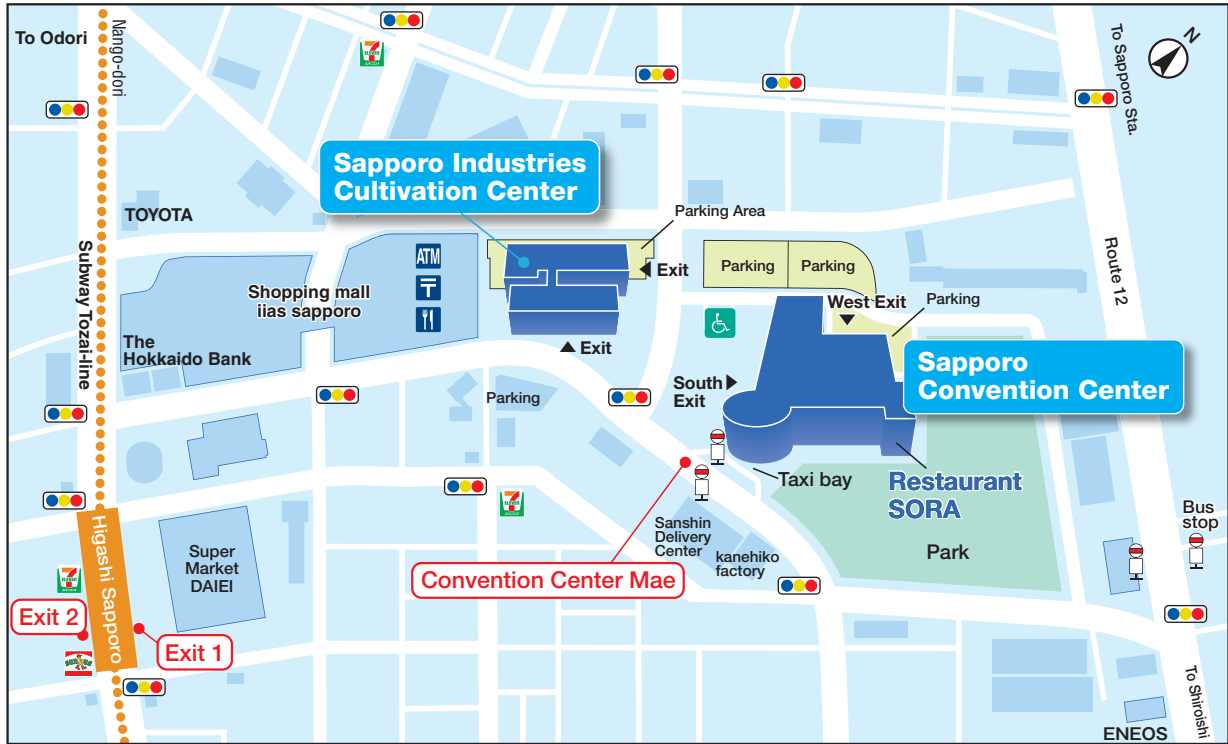 To Odori
Nango-dori
N
To Sapporo Sta.
Sapporo Industries
Cultivation Center
TOYOTA
Parking Area
Subway Tozai-line
ATM
Exit
Parking
Parking
Route 12
Shopping mall
iias sapporo
West Exit
Parking
The
Hokkaido Bank
Exit
Sapporo
Convention Center
South
Exit
Parking
Taxi bay
Restaurant
SORA
Bus
stop
Sanshin
Delivery
Center
kanehiko
factory
Park
Higashi Sapporo
Super
Market
DAIEI
Convention Center Mae
Exit 2
Exit 1
To Shiroishi
ENEOS